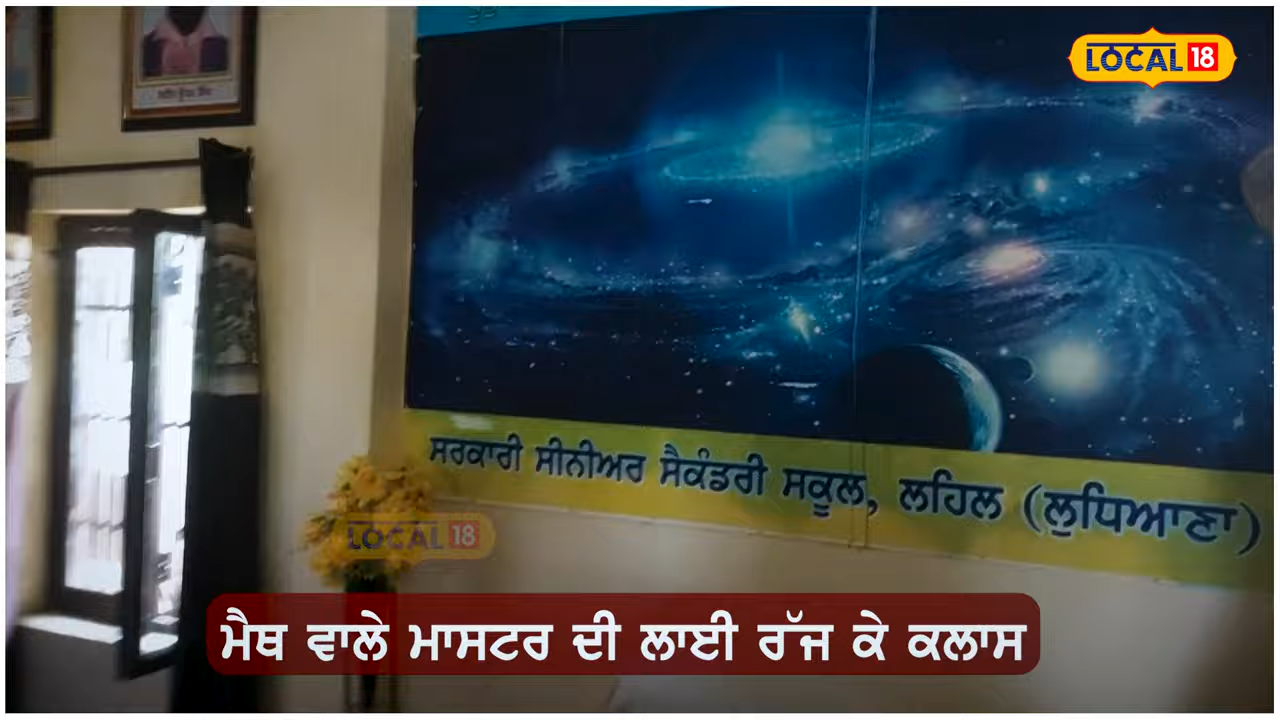 LOCAL 18
ਸਰਕਾਰੀ ਸੀਨੀਅਰ ਸੈਕੰਡਰੀ ਸਕੂਲ, ਲਹਿਲ (ਲੁਧਿਆਣਾ)
LOCAL 18
ਮੈਥ ਵਾਲੇ ਮਾਸਟਰ ਦੀ ਲਾਈ ਰੱਜ ਕੇ ਕਲਾਸ